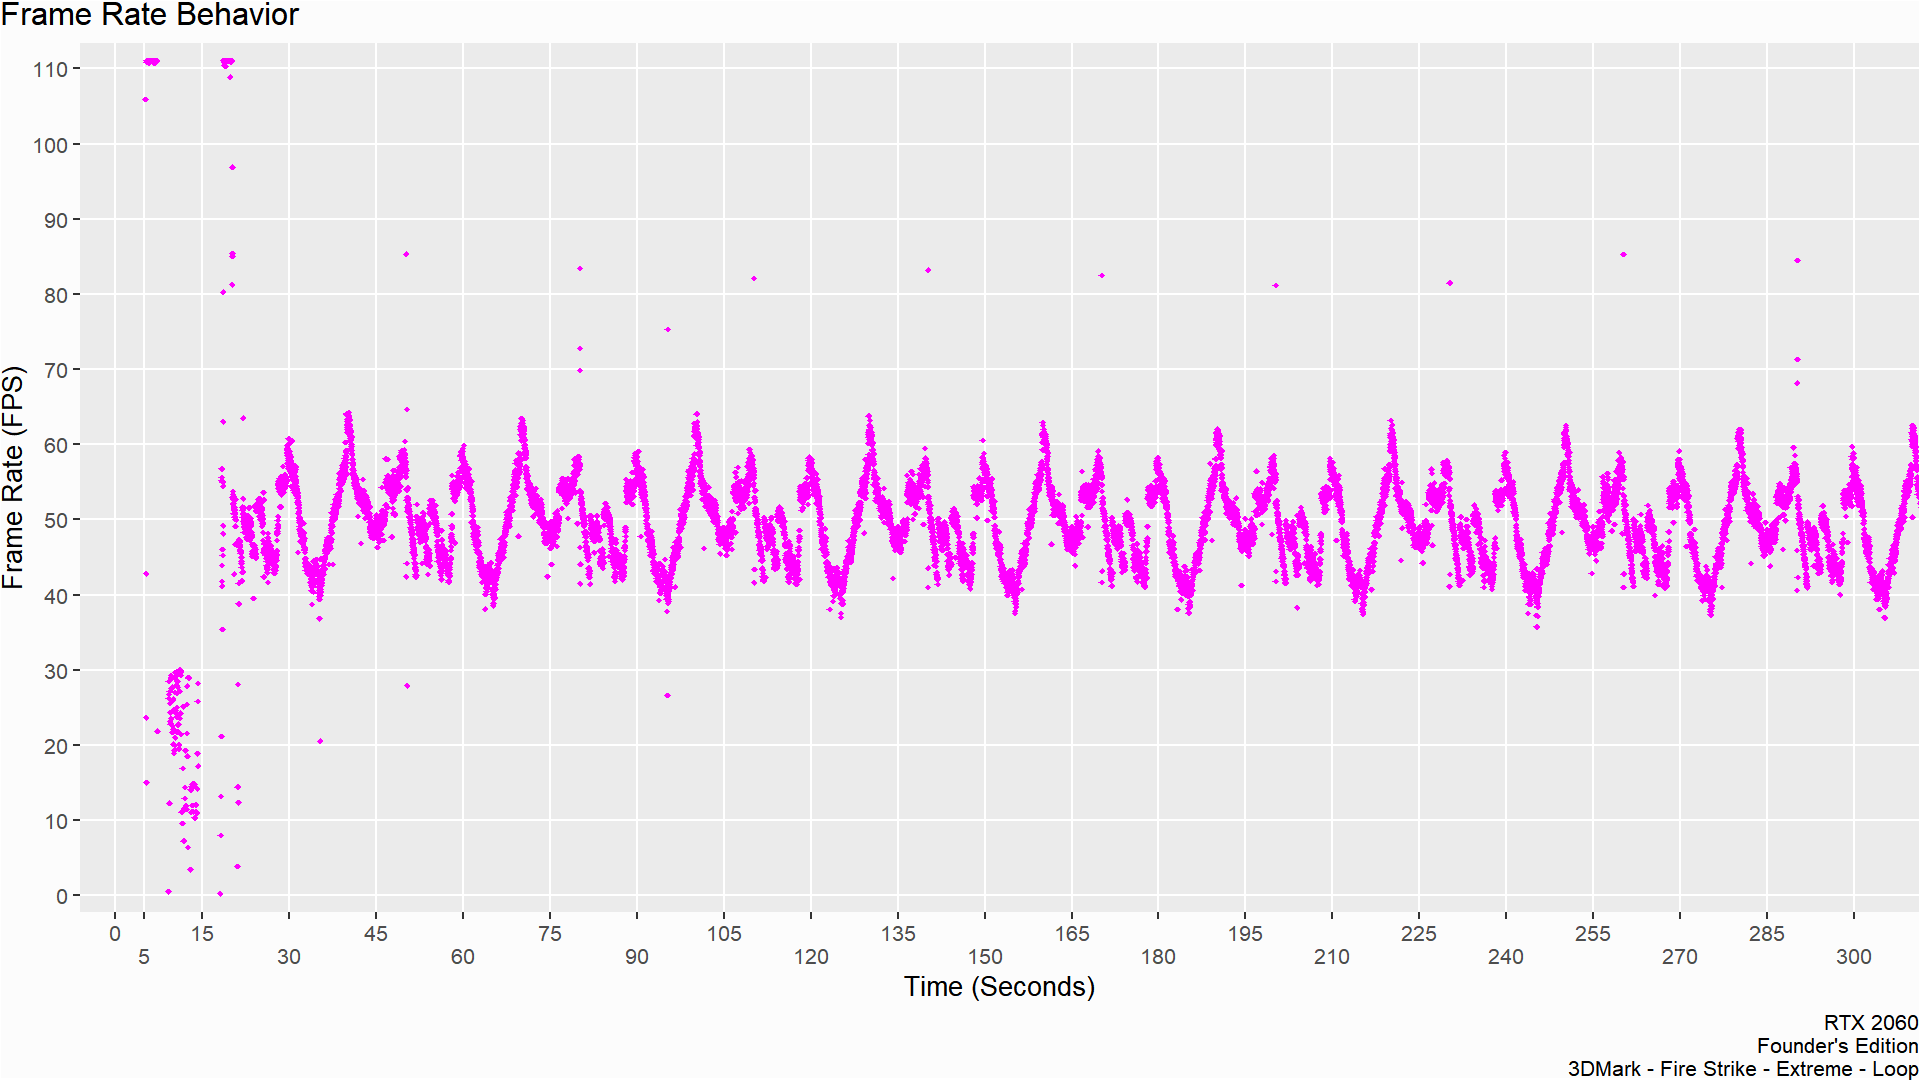 Frame Rate Behavior
Frame Rate (FPS)
110
100
90
80
70
60
50
40
30
20
10
0
0 15 45 75 105 135 165 195 225 255 285
5 30 60 90 120 150 180 210 240 270 300
Time (Seconds)
RTX 2060
Founder's Edition
3DMark - Fire Strike - Extreme - Loop